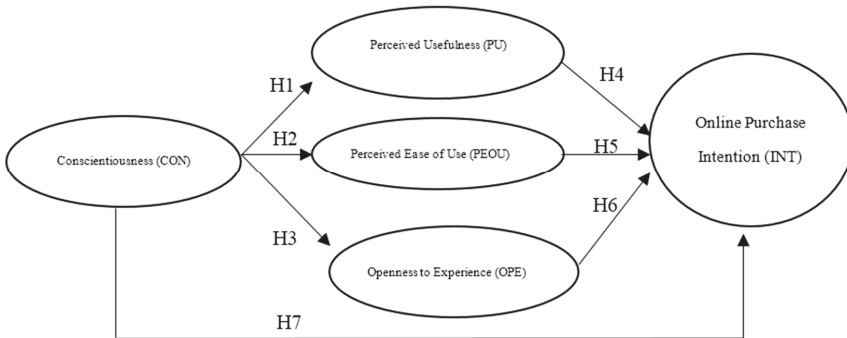 Perceived Usefulness (PU)
H1
H4
H2
Conscientiousness (CON)
Perceived Ease of Use (PEOU)
H5
Online Purchase
Intention (INT)
H3
H6
Openness to Experience (OPE)
H7